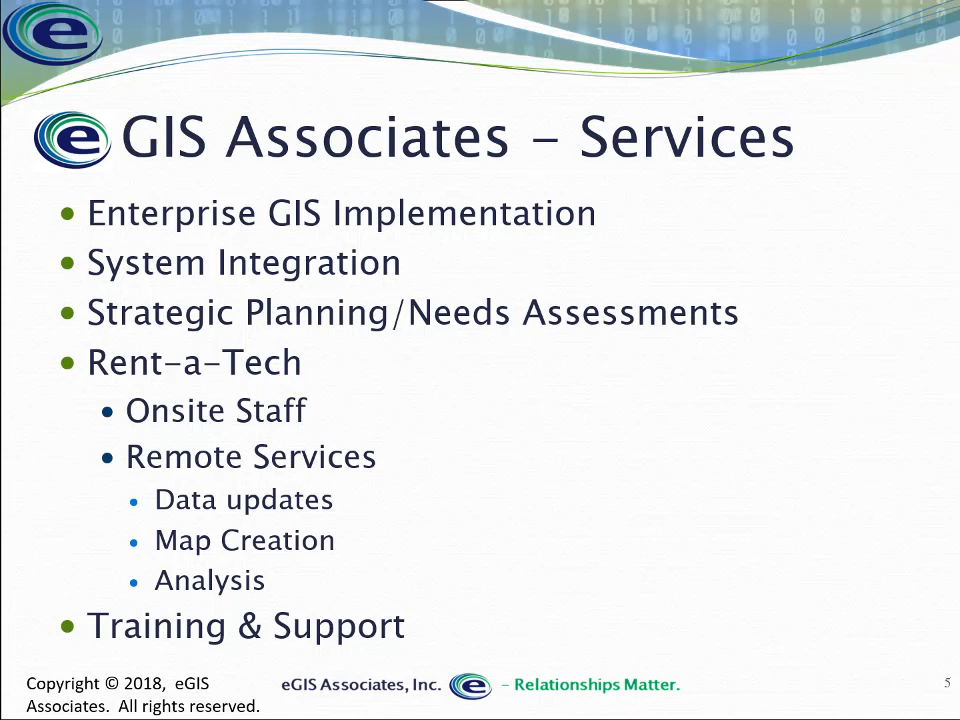 e
e GIS Associates - Services
• Enterprise GIS Implementation
• System Integration
• Strategic Planning/Needs Assessments
• Rent-a-Tech
• Onsite Staff
• Remote Services
• Data updates
• Map Creation
• Analysis
• Training & Support
Copyright © 2018, eGIS
Associates. All rights reserved.
eGIS Associates, Inc. e – Relationships Matter.
5